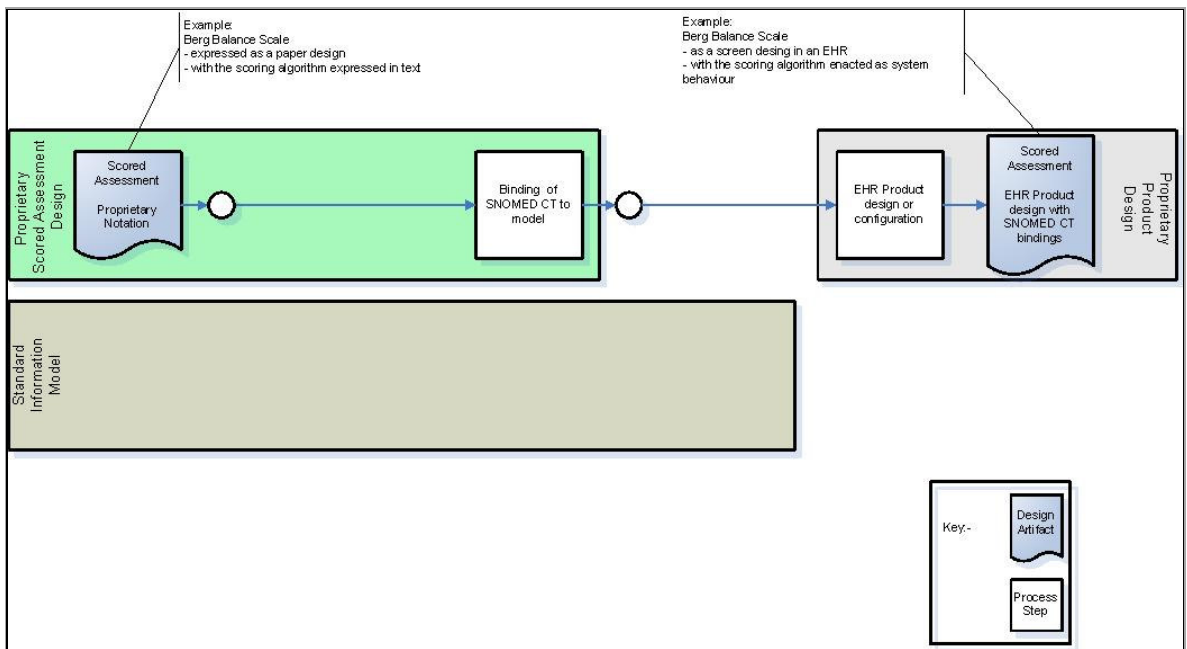 Example:
Berg Balance Scale
- expressed as a paper design
- with the scoring algorithm expressed in text
Example:
Berg Balance Scale
- as a screen desing in an EHR
- with the scoring algorithm enacted as system
behaviour
Proprietary
Scored Assessment
Design
Scored
Assessment
Proprietary
Notation
Binding of
SNOMED CT to
model
EHR Product
design or
configuration
Scored
Assessment
EHR Product
design with
SNOMED CT
bindings
Proprietary
Product
Design
Standard
Information
Model
Key:-
Design
Artifact
Process
Step